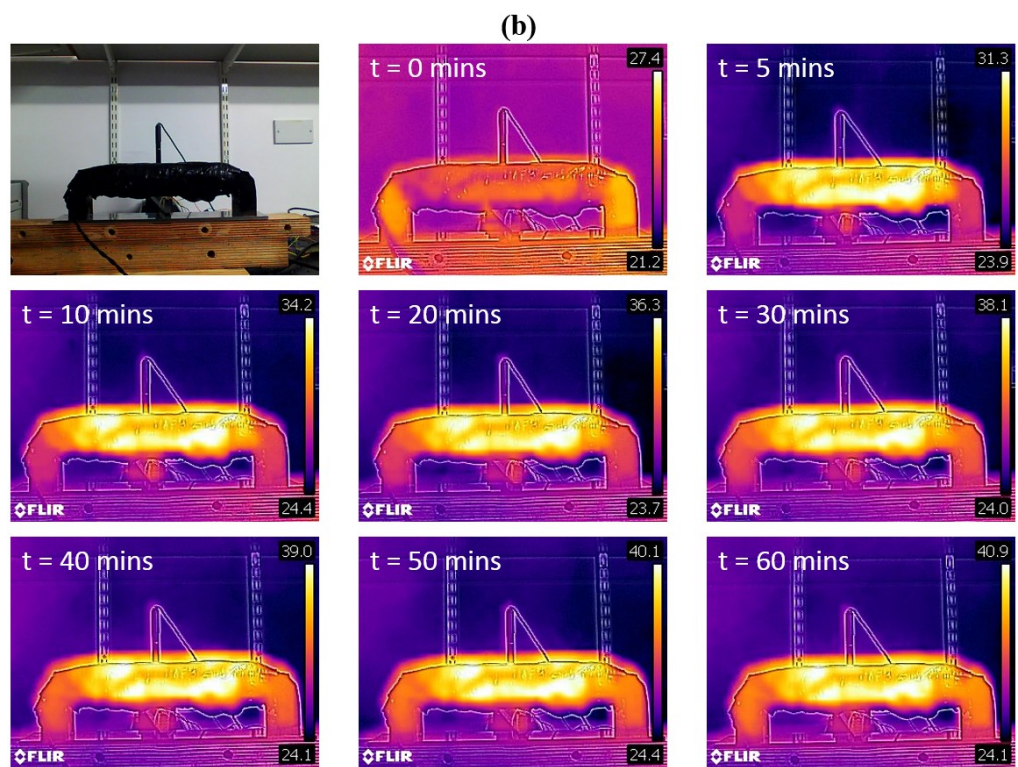 (b)
t = 0 mins
27.4
21.2
FLIR
t = 5 mins
31.3
23.9
FLIR
t = 10 mins
34.2
24.4
FLIR
t = 20 mins
36.3
23.7
FLIR
t = 30 mins
38.1
24.0
FLIR
t = 40 mins
39.0
24.1
FLIR
t = 50 mins
40.1
24.4
FLIR
t = 60 mins
40.9
24.1
FLIR